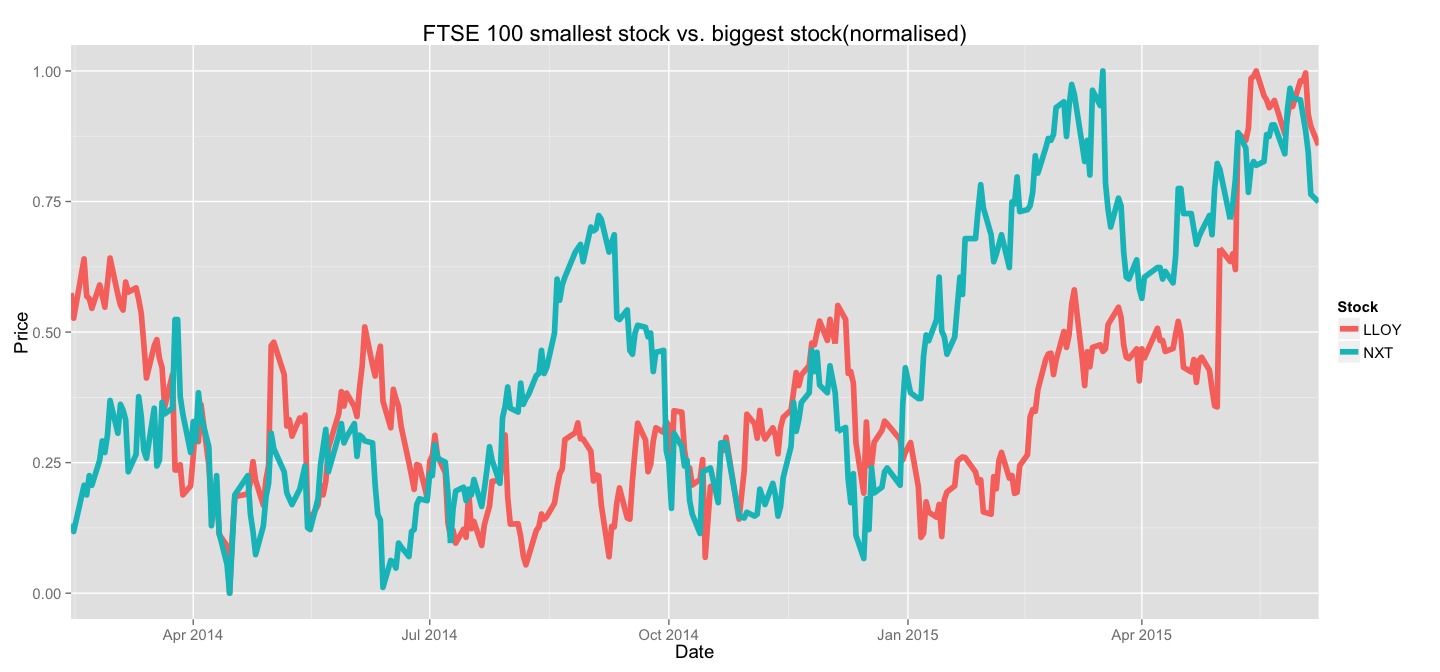 FTSE 100 smallest stock vs. biggest stock(normalised)
1.00
0.75
0.50
0.25
0.00
Price
Apr 2014
Jul 2014
Oct 2014
Jan 2015
Apr 2015
Date
Stock
LLOY
NXT